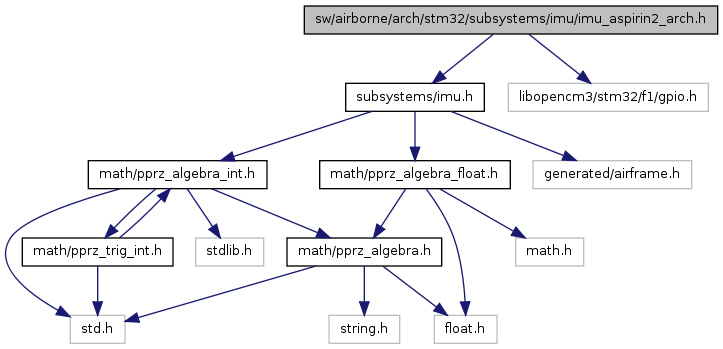 sw/airborne/arch/stm32/subsystems/imu/imu_aspirin2_arch.h
subsystems/imu.h
libopencm3/stm32/f1/gpio.h
math/pprz_algebra_int.h
math/pprz_algebra_float.h
generated/airframe.h
math/pprz_trig_int.h
stdlib.h
math/pprz_algebra.h
math.h
std.h
string.h
float.h